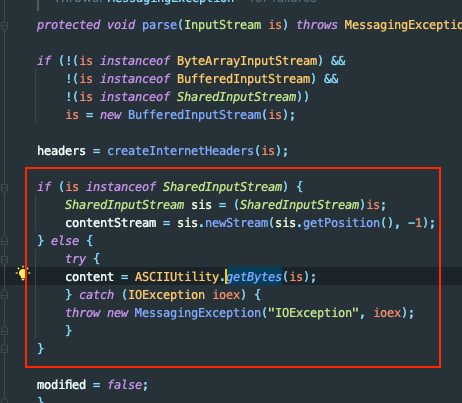 protected void parse(InputStream is) throws MessagingException
if (!(is instanceof ByteArrayInputStream) &&
!(is instanceof BufferedInputStream) &&
!(is instanceof SharedInputStream))
is = new BufferedInputStream(is);
headers = createInternetHeaders(is);
if (is instanceof SharedInputStream) {
SharedInputStream sis = (SharedInputStream)is;
contentStream = sis.newStream(sis.getPosition(), -1);
} else {
try {
content = ASCIIUtility.getBytes(is);
} catch (IOException ioex) {
throw new MessagingException("IOException", ioex);
}
}
modified = false;
}